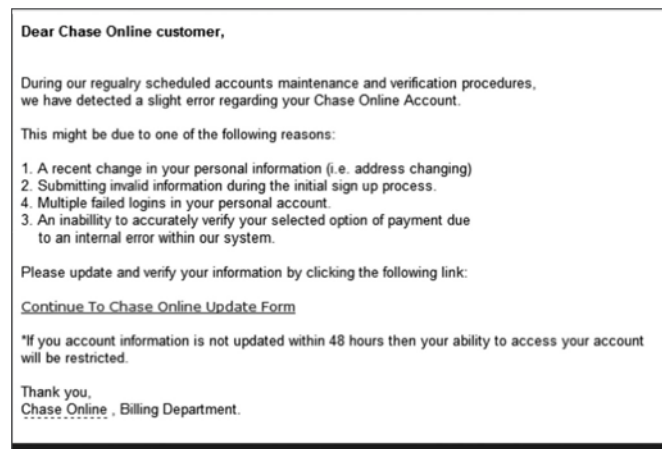 Dear Chase Online customer,
During our regualry scheduled accounts maintenance and verification procedures,
we have detected a slight error regarding your Chase Online Account.
This might be due to one of the following reasons:
1. A recent change in your personal information (i.e. address changing)
2. Submitting invalid information during the initial sign up process.
4. Multiple failed logins in your personal account.
3. An inabillity to accurately verify your selected option of payment due
to an internal error within our system.
Please update and verify your information by clicking the following link:
Continue To Chase Online Update Form
*If you account information is not updated within 48 hours then your ability to access your account
will be restricted.
Thank you,
Chase Online , Billing Department.